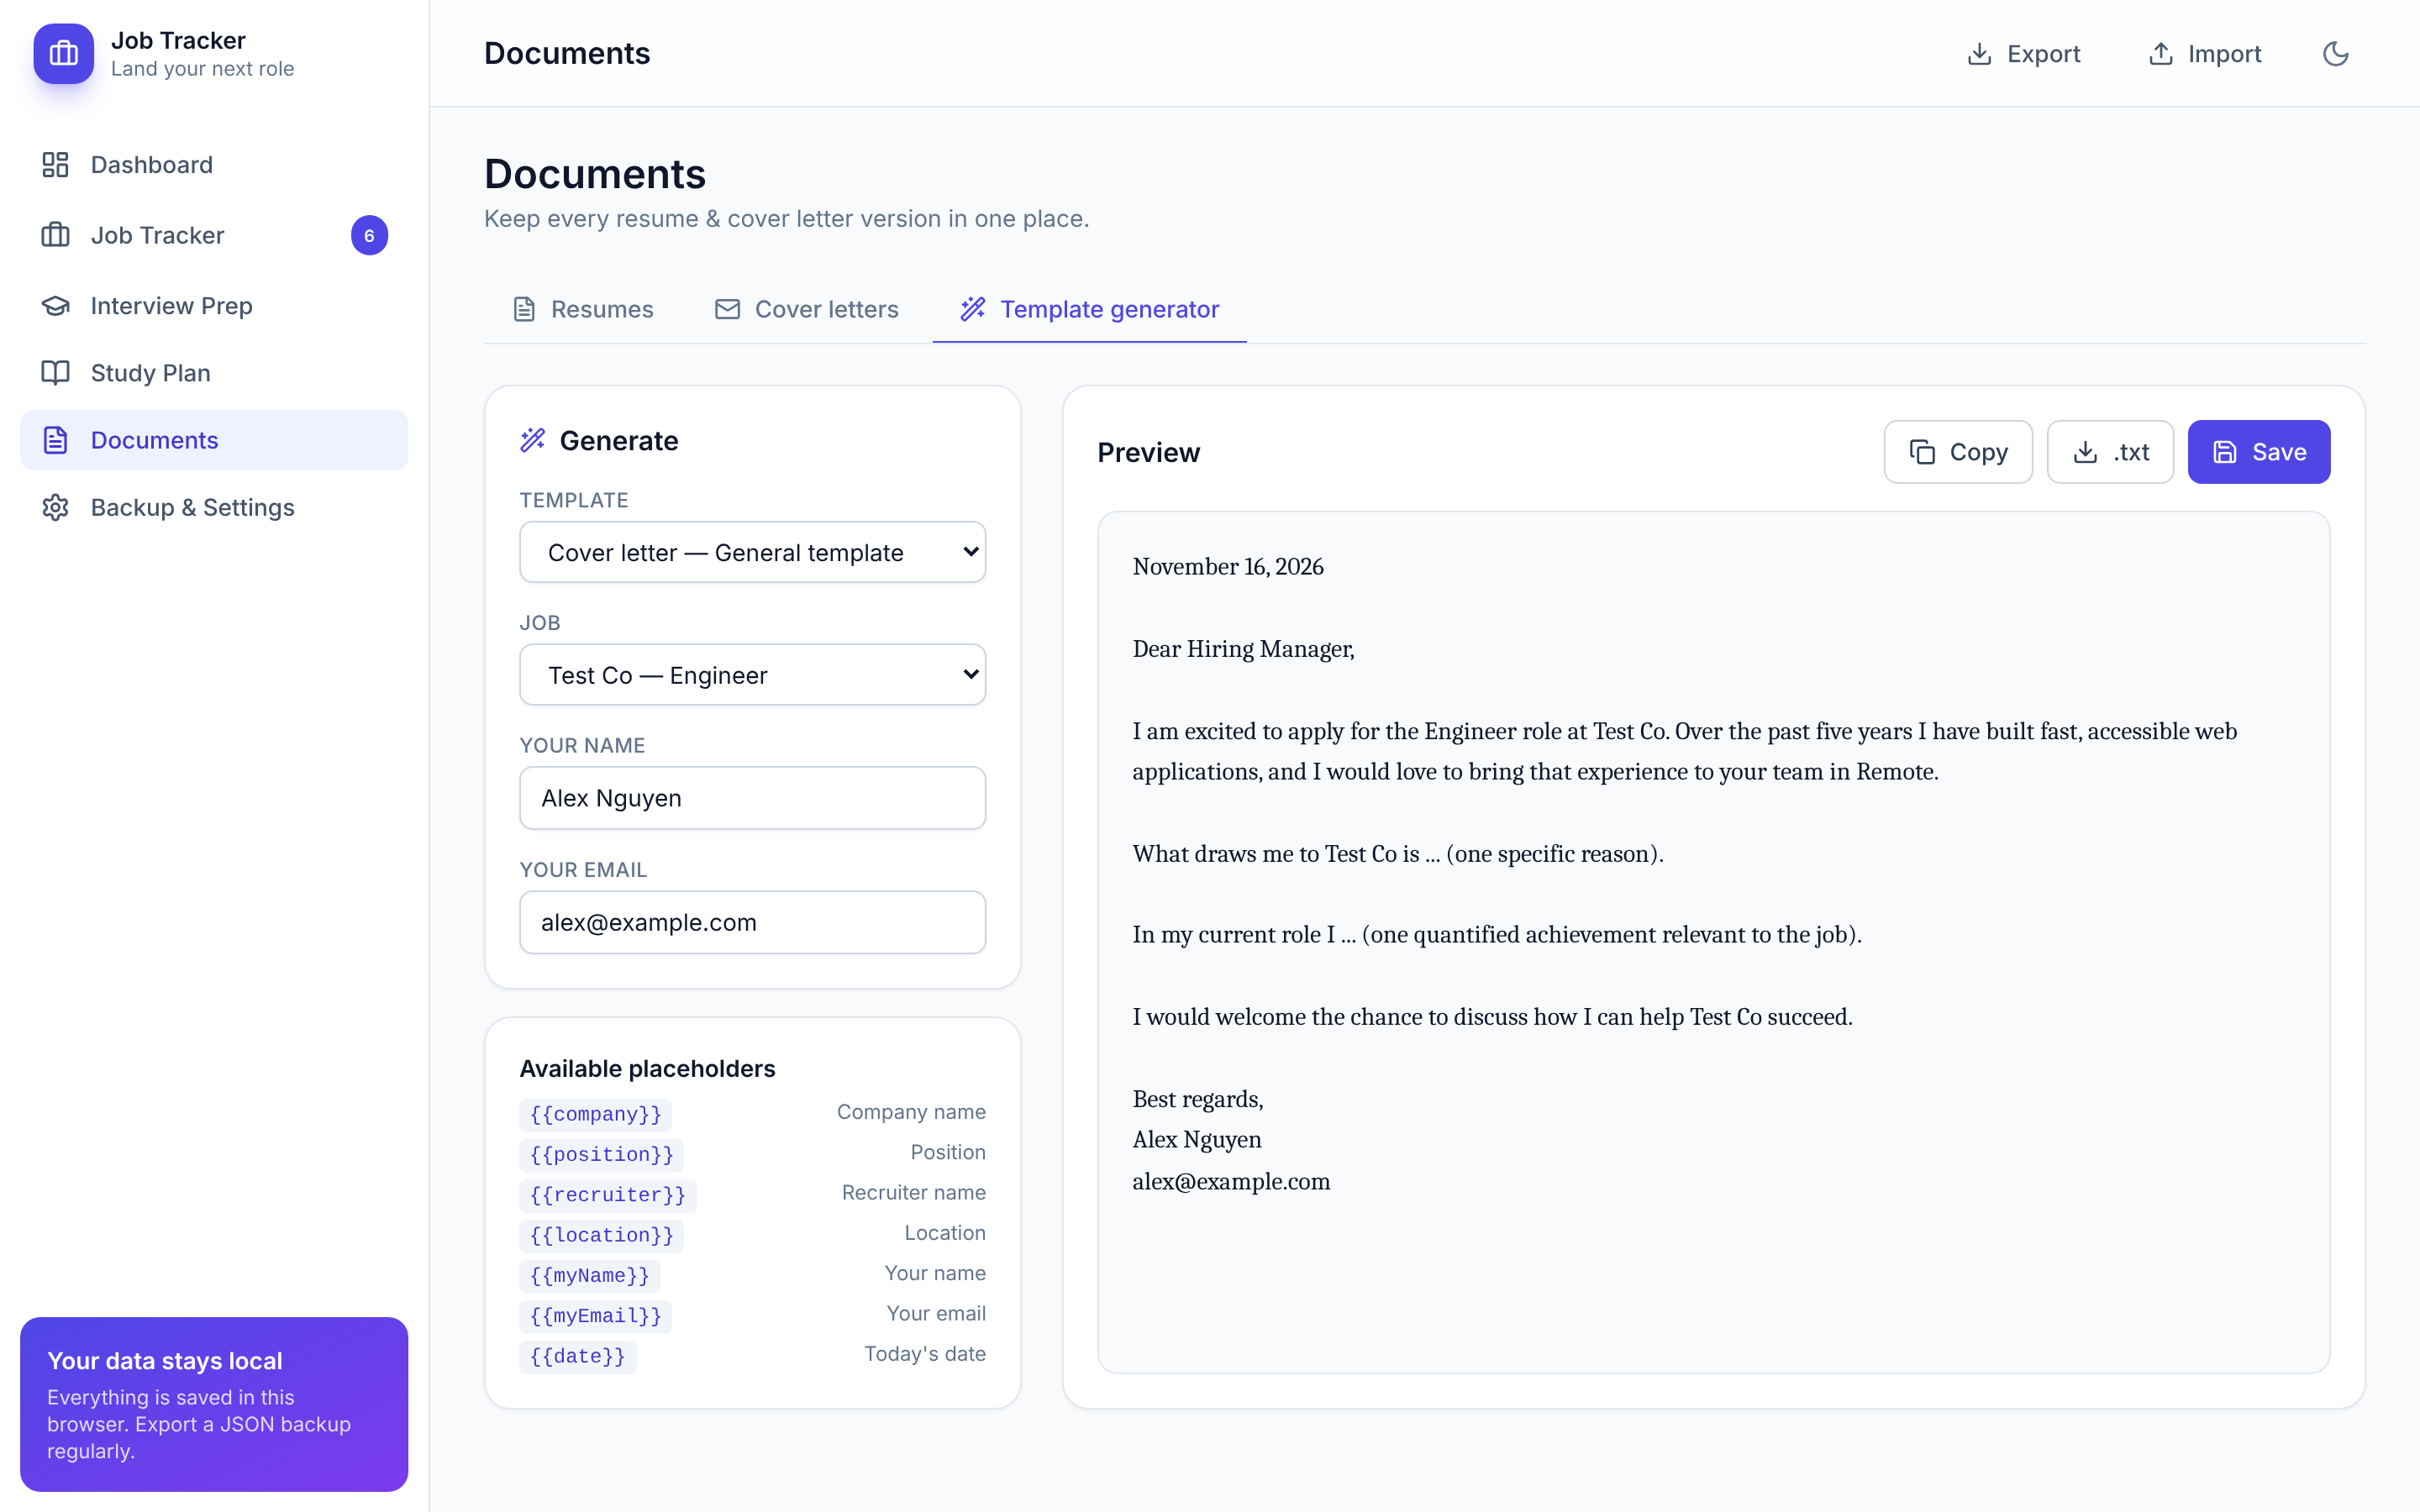 Job Tracker
Land your next role
Dashboard
Job Tracker
6
Interview Prep
Study Plan
Documents
Backup & Settings
Your data stays local
Everything is saved in this
browser. Export a JSON backup
regularly.
Documents
Export
Import
Documents
Keep every resume & cover letter version in one place.
Resumes
Cover letters
Template generator
Generate
TEMPLATE
Cover letter — General template
JOB
Test Co — Engineer
YOUR NAME
Alex Nguyen
YOUR EMAIL
alex@example.com
Available placeholders
{{company}} Company name
{{position}} Position
{{recruiter}} Recruiter name
{{location}} Location
{{myName}} Your name
{{myEmail}} Your email
{{date}} Today's date
Preview
Copy
.txt
Save
November 16, 2026
Dear Hiring Manager,
I am excited to apply for the Engineer role at Test Co. Over the past five years I have built fast, accessible web
applications, and I would love to bring that experience to your team in Remote.
What draws me to Test Co is ... (one specific reason).
In my current role I ... (one quantified achievement relevant to the job).
I would welcome the chance to discuss how I can help Test Co succeed.
Best regards,
Alex Nguyen
alex@example.com